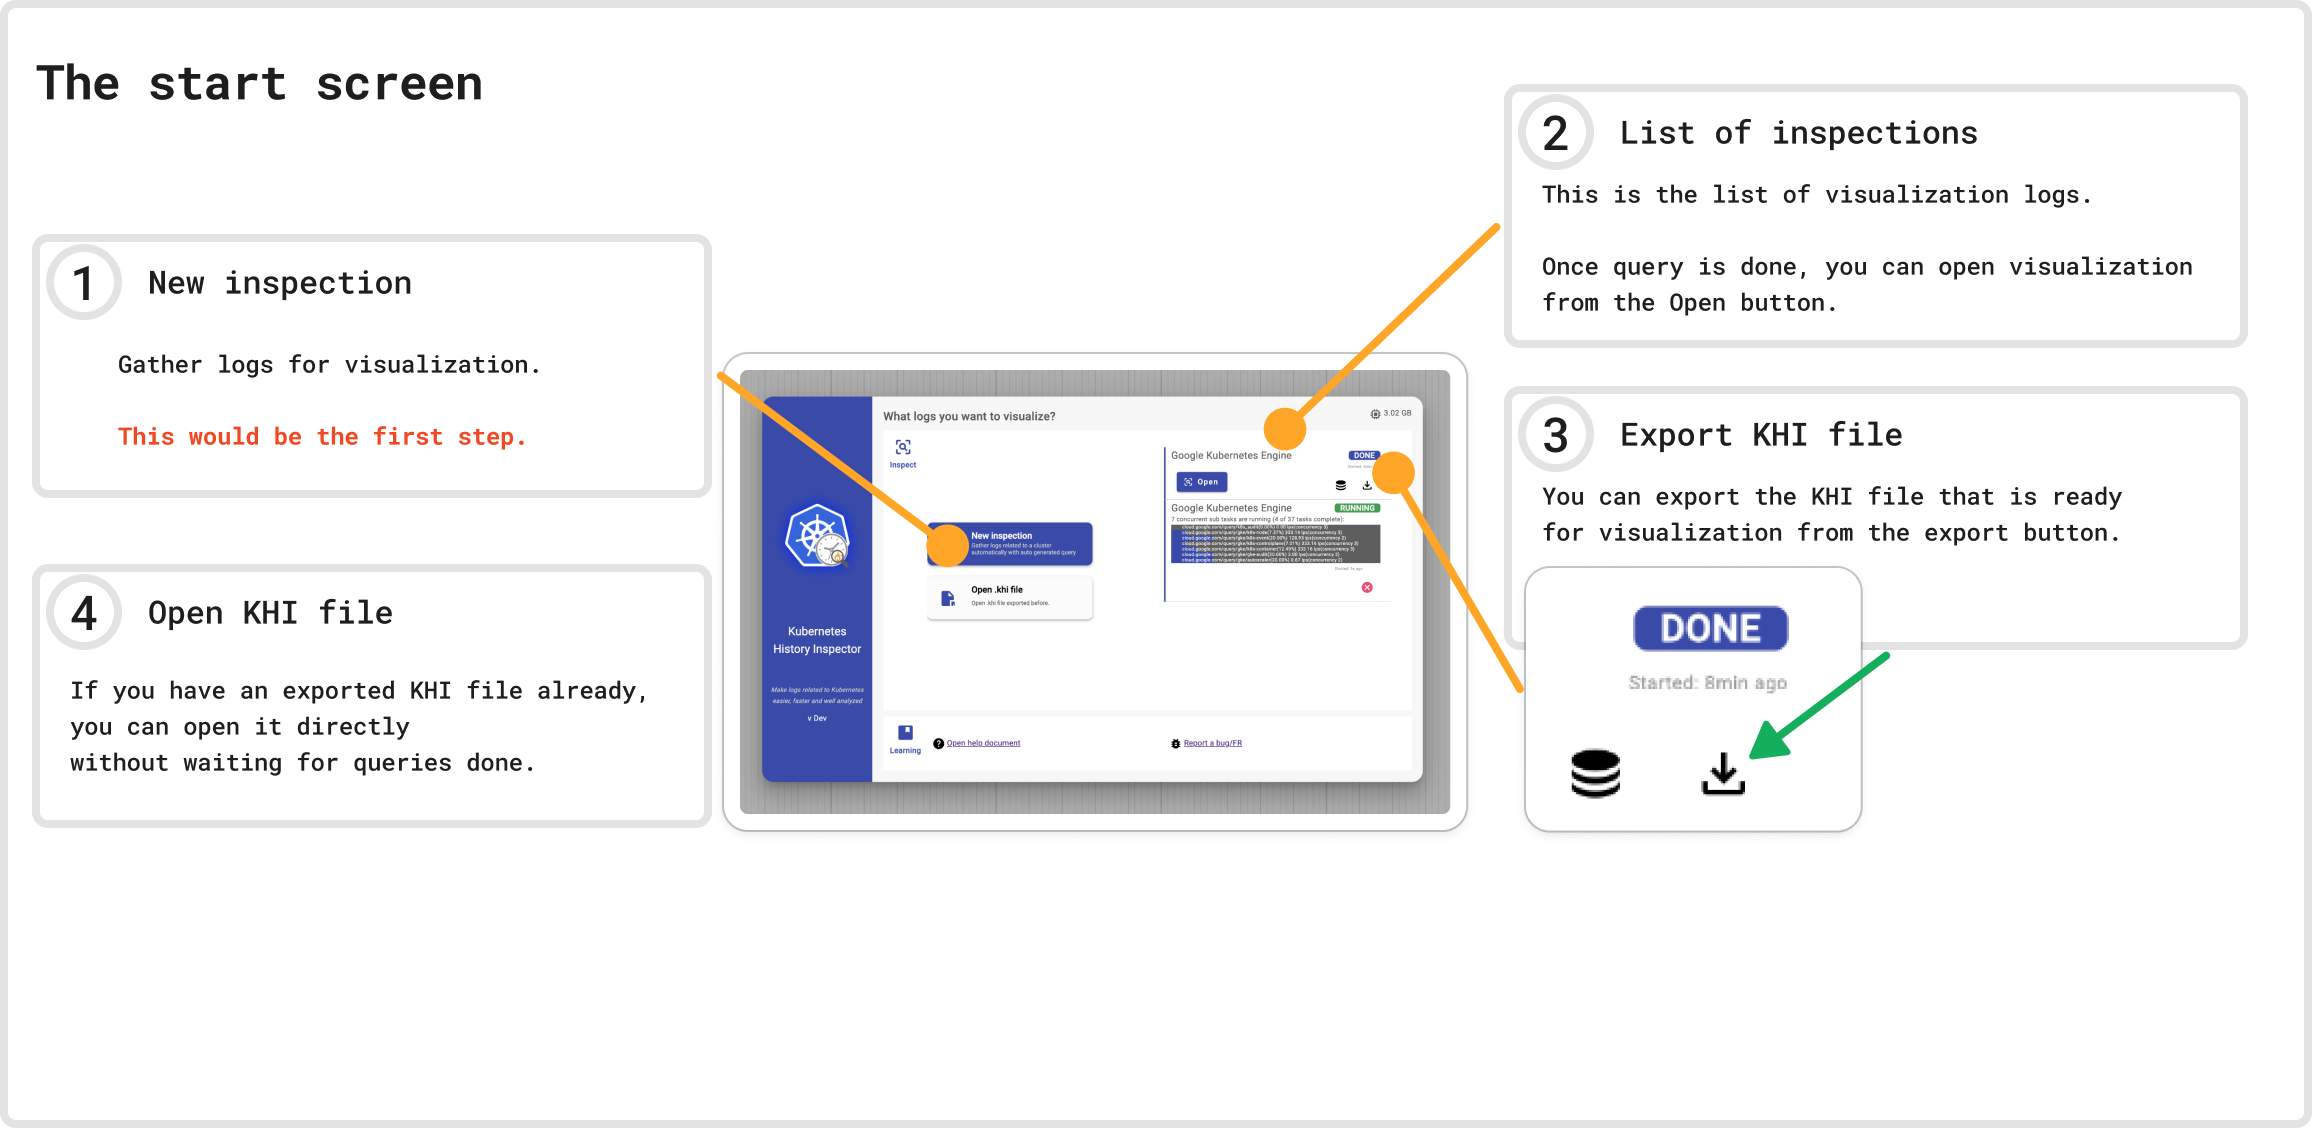 The start screen
1 New inspection
Gather logs for visualization.
This would be the first step.
4 Open KHI file
If you have an exported KHI file already,
you can open it directly
without waiting for queries done.
Kubernetes
History Inspector
Make logs related to Kubernetes
easier, faster and well analyzed
v Dev
What logs you want to visualize?
3.02 GB
Inspect
New inspection
Gather logs related to a cluster
automatically with auto generated query
Open .khi file
Open .khi file exported before.
Google Kubernetes Engine
DONE
Open
Google Kubernetes Engine
RUNNING
7 concurrent sub tasks are running (4 of 37 tasks complete):
Learning
Open help document
Report a bug/FR
2 List of inspections
This is the list of visualization logs.
Once query is done, you can open visualization
from the Open button.
3 Export KHI file
You can export the KHI file that is ready
for visualization from the export button.
DONE
Started: 8min ago